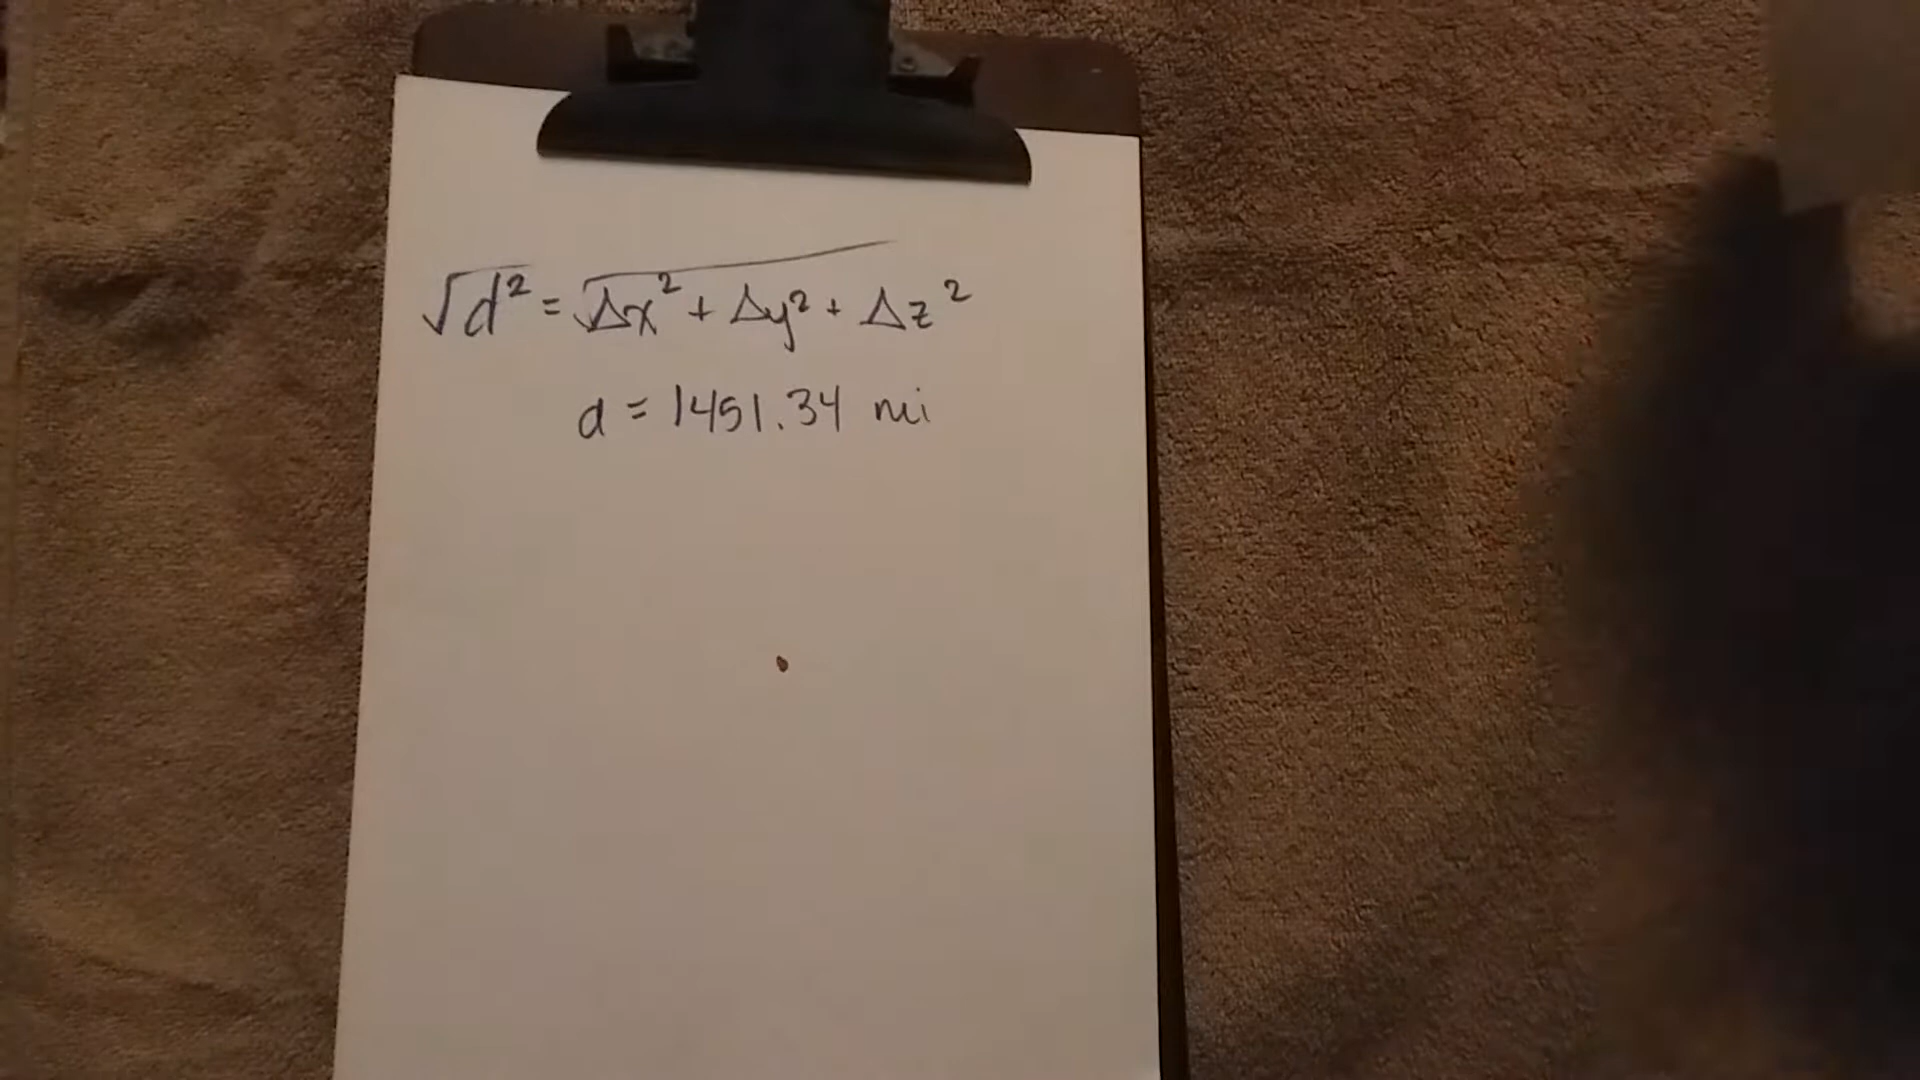 √d² = √Δx² + Δy² + Δz²
d = 1451.34 mi